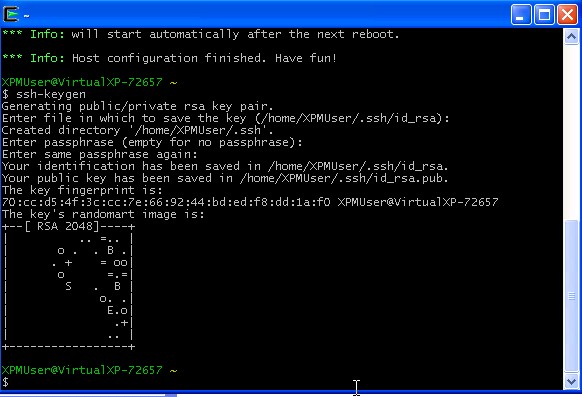 ~
*** Info: will start automatically after the next reboot.
*** Info: Host configuration finished. Have fun!
XPMUser@VirtualXP-72657 ~
$ ssh-keygen
Generating public/private rsa key pair.
Enter file in which to save the key (/home/XPMUser/.ssh/id_rsa):
Created directory '/home/XPMUser/.ssh'.
Enter passphrase (empty for no passphrase):
Enter same passphrase again:
Your identification has been saved in /home/XPMUser/.ssh/id_rsa.
Your public key has been saved in /home/XPMUser/.ssh/id_rsa.pub.
The key fingerprint is:
70:cc:d5:4f:3c:cc:7e:66:92:44:bd:ed:f8:dd:1a:f0 XPMUser@VirtualXP-72657
The key's randomart image is:
+--[ RSA 2048]----+
|          .. =.. |
|       o .  . B .|
|      . +    = oo|
|       o      =.=|
|        S   .  B |
|             o. .|
|              E.o|
|               .+|
|              .. |
+-----------------+
XPMUser@VirtualXP-72657 ~
$